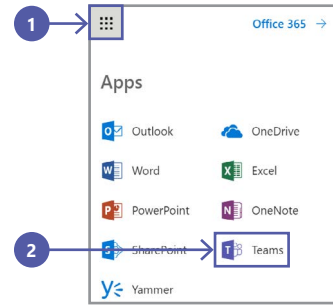 1
Office 365 →
Apps
Outlook OneDrive
Word Excel
PowerPoint OneNote
2 SharePoint Teams
Yammer